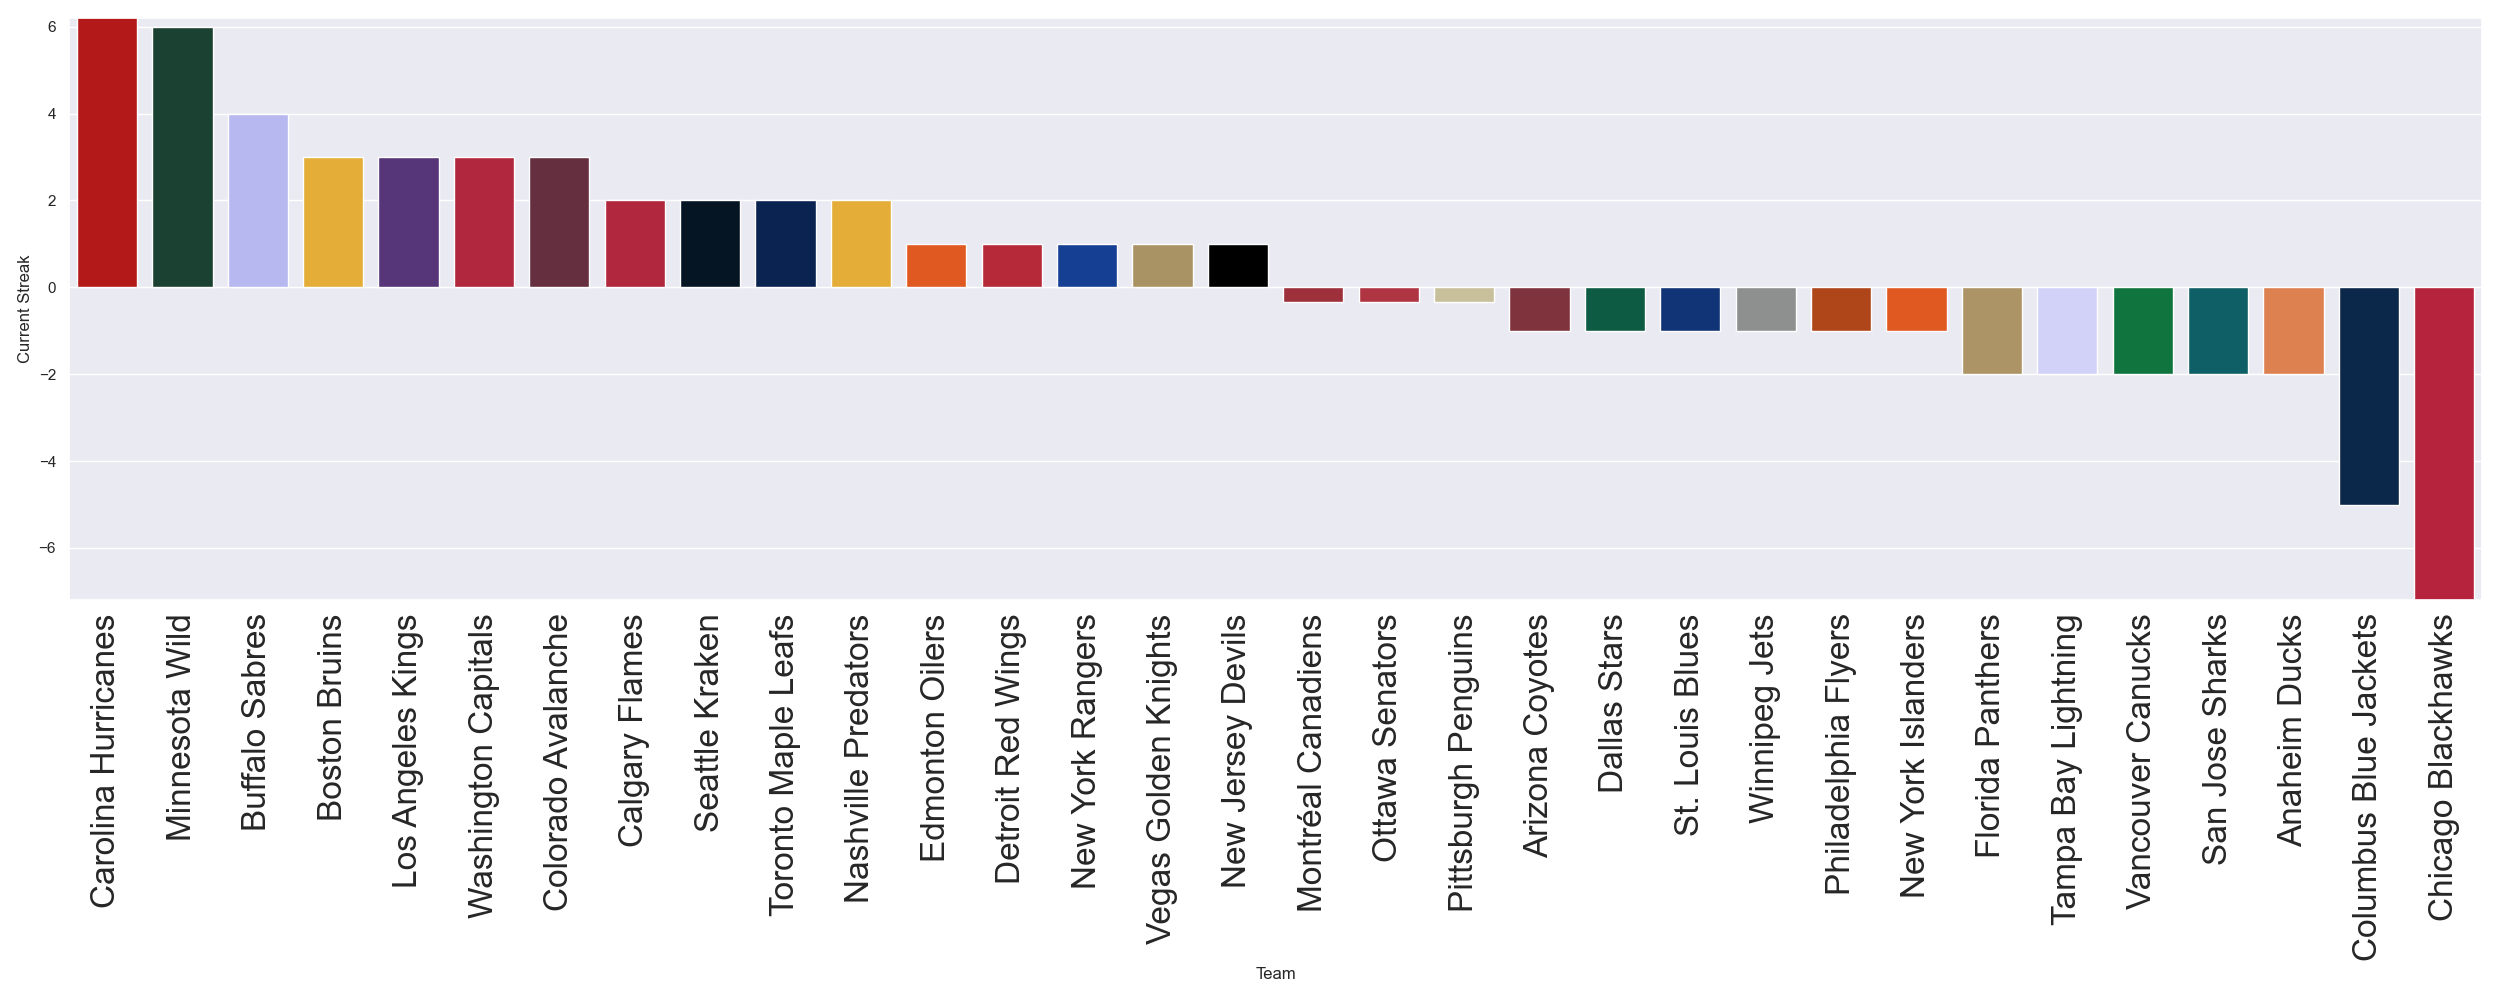 6
4
2
0
−2
−4
−6
Current Streak
Carolina Hurricanes
Minnesota Wild
Buffalo Sabres
Boston Bruins
Los Angeles Kings
Washington Capitals
Colorado Avalanche
Calgary Flames
Seattle Kraken
Toronto Maple Leafs
Nashville Predators
Edmonton Oilers
Detroit Red Wings
New York Rangers
Vegas Golden Knights
New Jersey Devils
Montréal Canadiens
Ottawa Senators
Pittsburgh Penguins
Arizona Coyotes
Dallas Stars
St. Louis Blues
Winnipeg Jets
Philadelphia Flyers
New York Islanders
Florida Panthers
Tampa Bay Lightning
Vancouver Canucks
San Jose Sharks
Anaheim Ducks
Columbus Blue Jackets
Chicago Blackhawks
Team